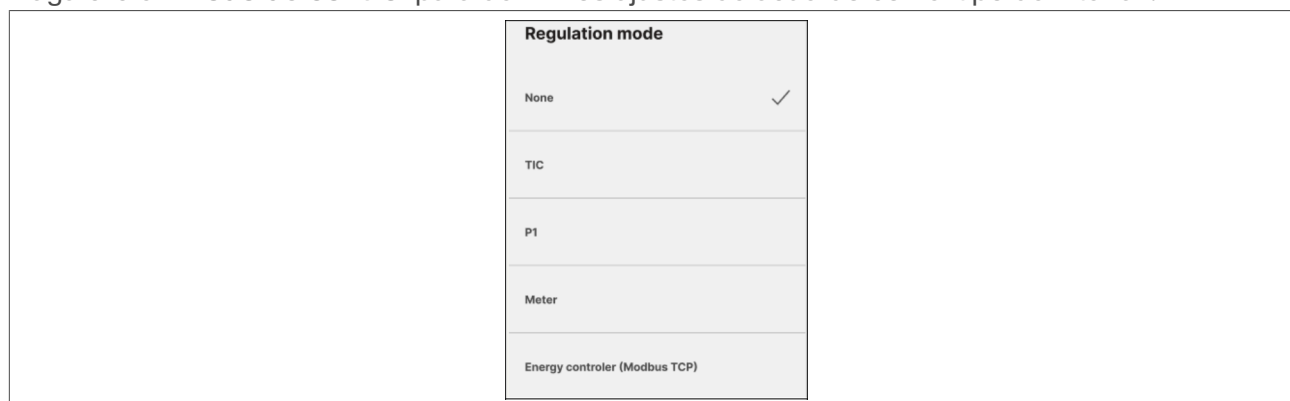 Regulation mode
None
TIC
P1
Meter
Energy controler (Modbus TCP)